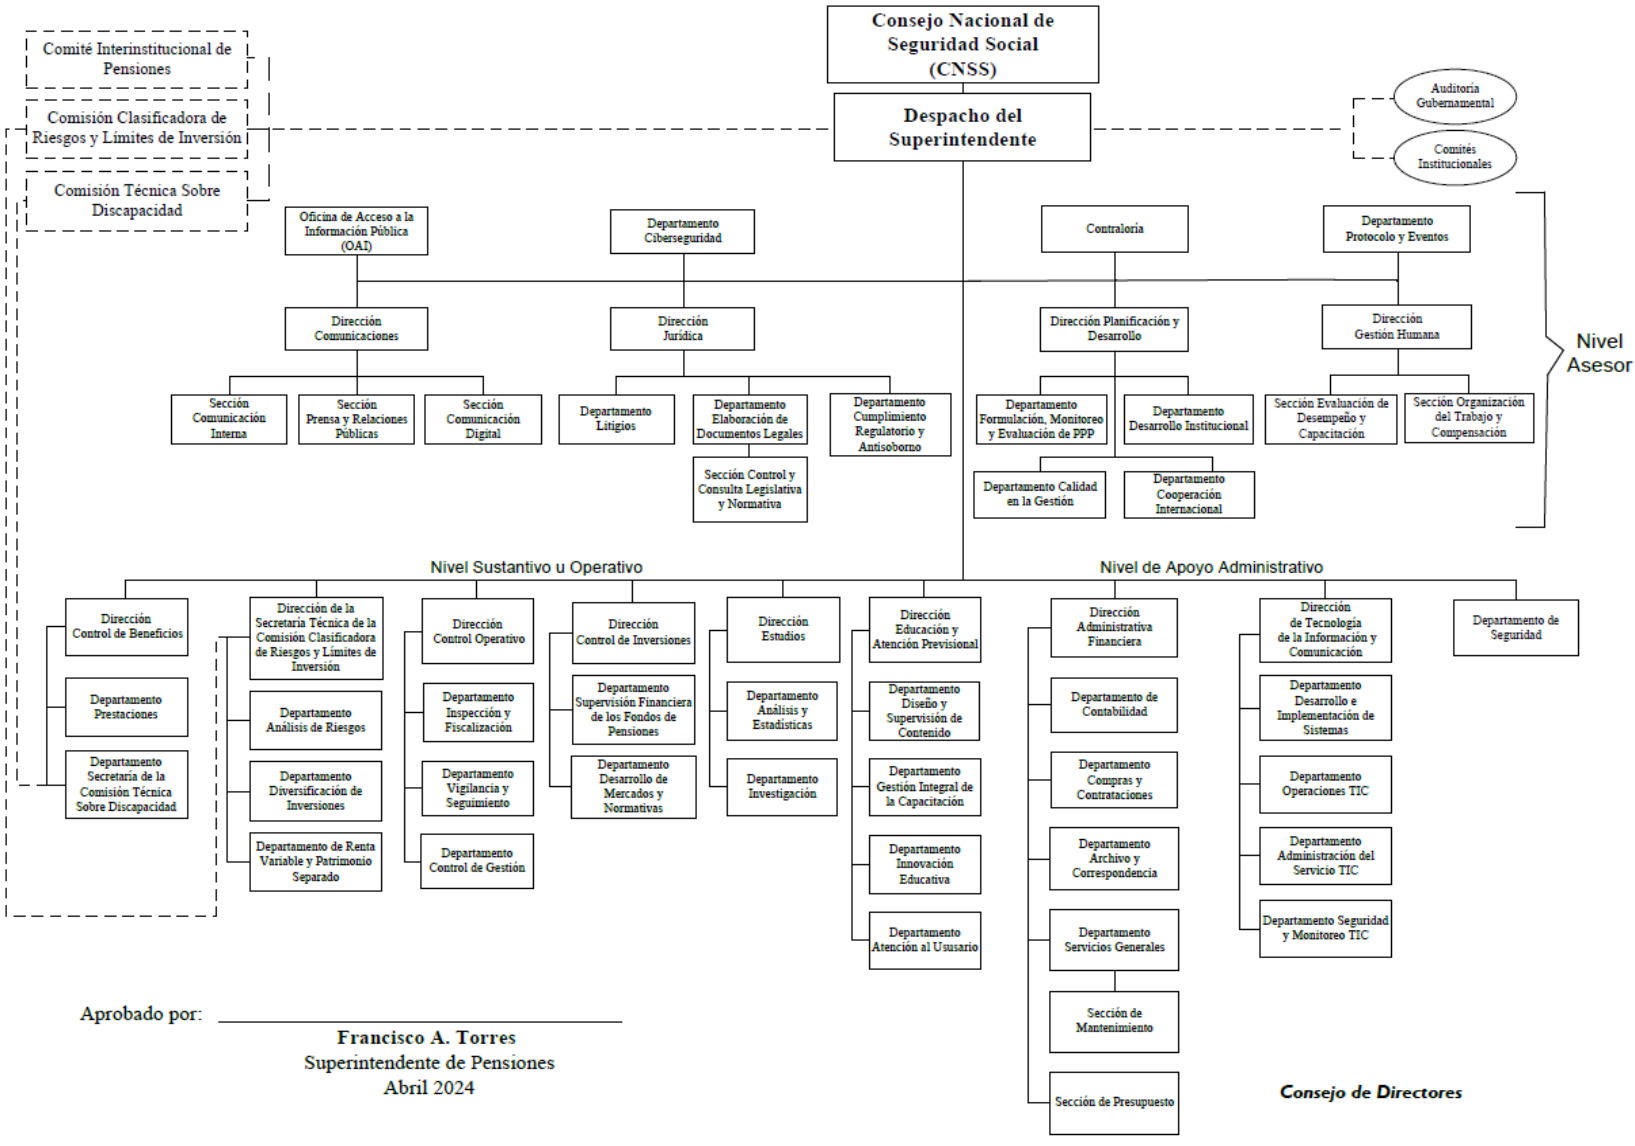 Consejo Nacional de
Seguridad Social
(CNSS)
Despacho del
Superintendente
Comité Interinstitucional de
Pensiones
Comisión Clasificadora de
Riesgos y Límites de Inversión
Comisión Técnica Sobre
Discapacidad
Auditoría
Gubernamental
Comités
Institucionales
Oficina de Acceso a la
Información Pública
(OAI)
Departamento
Ciberseguridad
Contraloría
Departamento
Protocolo y Eventos
Dirección
Comunicaciones
Dirección
Jurídica
Dirección Planificación y
Desarrollo
Dirección
Gestión Humana
Nivel
Asesor
Sección
Comunicación
Interna
Sección
Prensa y Relaciones
Públicas
Sección
Comunicación
Digital
Departamento
Litigios
Departamento
Elaboración de
Documentos Legales
Departamento
Cumplimiento
Regulatorio y
Antisoborno
Departamento
Formulación, Monitoreo
y Evaluación de PPP
Departamento
Desarrollo Institucional
Sección Evaluación de
Desempeño y
Capacitación
Sección Organización
del Trabajo y
Compensación
Sección Control y
Consulta Legislativa
y Normativa
Departamento Calidad
en la Gestión
Departamento
Cooperación
Internacional
Nivel Sustantivo u Operativo
Nivel de Apoyo Administrativo
Dirección
Control de Beneficios
Departamento
Prestaciones
Departamento
Secretaría de la
Comisión Técnica
Sobre Discapacidad
Dirección de la
Secretaría Técnica de la
Comisión Clasificadora
de Riesgos y Límites de
Inversión
Departamento
Análisis de Riesgos
Departamento
Diversificación de
Inversiones
Departamento de Renta
Variable y Patrimonio
Separado
Dirección
Control Operativo
Departamento
Inspección y
Fiscalización
Departamento
Vigilancia y
Seguimiento
Departamento
Control de Gestión
Dirección
Control de Inversiones
Departamento
Supervisión Financiera
de los Fondos de
Pensiones
Departamento
Desarrollo de
Mercados y
Normativas
Dirección
Estudios
Departamento
Análisis y
Estadísticas
Departamento
Investigación
Dirección
Educación y
Atención Previsional
Departamento
Diseño y
Supervisión de
Contenido
Departamento
Gestión Integral de
la Capacitación
Departamento
Innovación
Educativa
Departamento
Atención al Ususario
Dirección
Administrativa
Financiera
Departamento de
Contabilidad
Departamento
Compras y
Contrataciones
Departamento
Archivo y
Correspondencia
Departamento
Servicios Generales
Sección de
Mantenimiento
Sección de Presupuesto
Dirección
de Tecnología
de la Información y
Comunicación
Departamento
Desarrollo e
Implementación de
Sistemas
Departamento
Operaciones TIC
Departamento
Administración del
Servicio TIC
Departamento Seguridad
y Monitoreo TIC
Departamento de
Seguridad
Aprobado por:
Francisco A. Torres
Superintendente de Pensiones
Abril 2024
Consejo de Directores